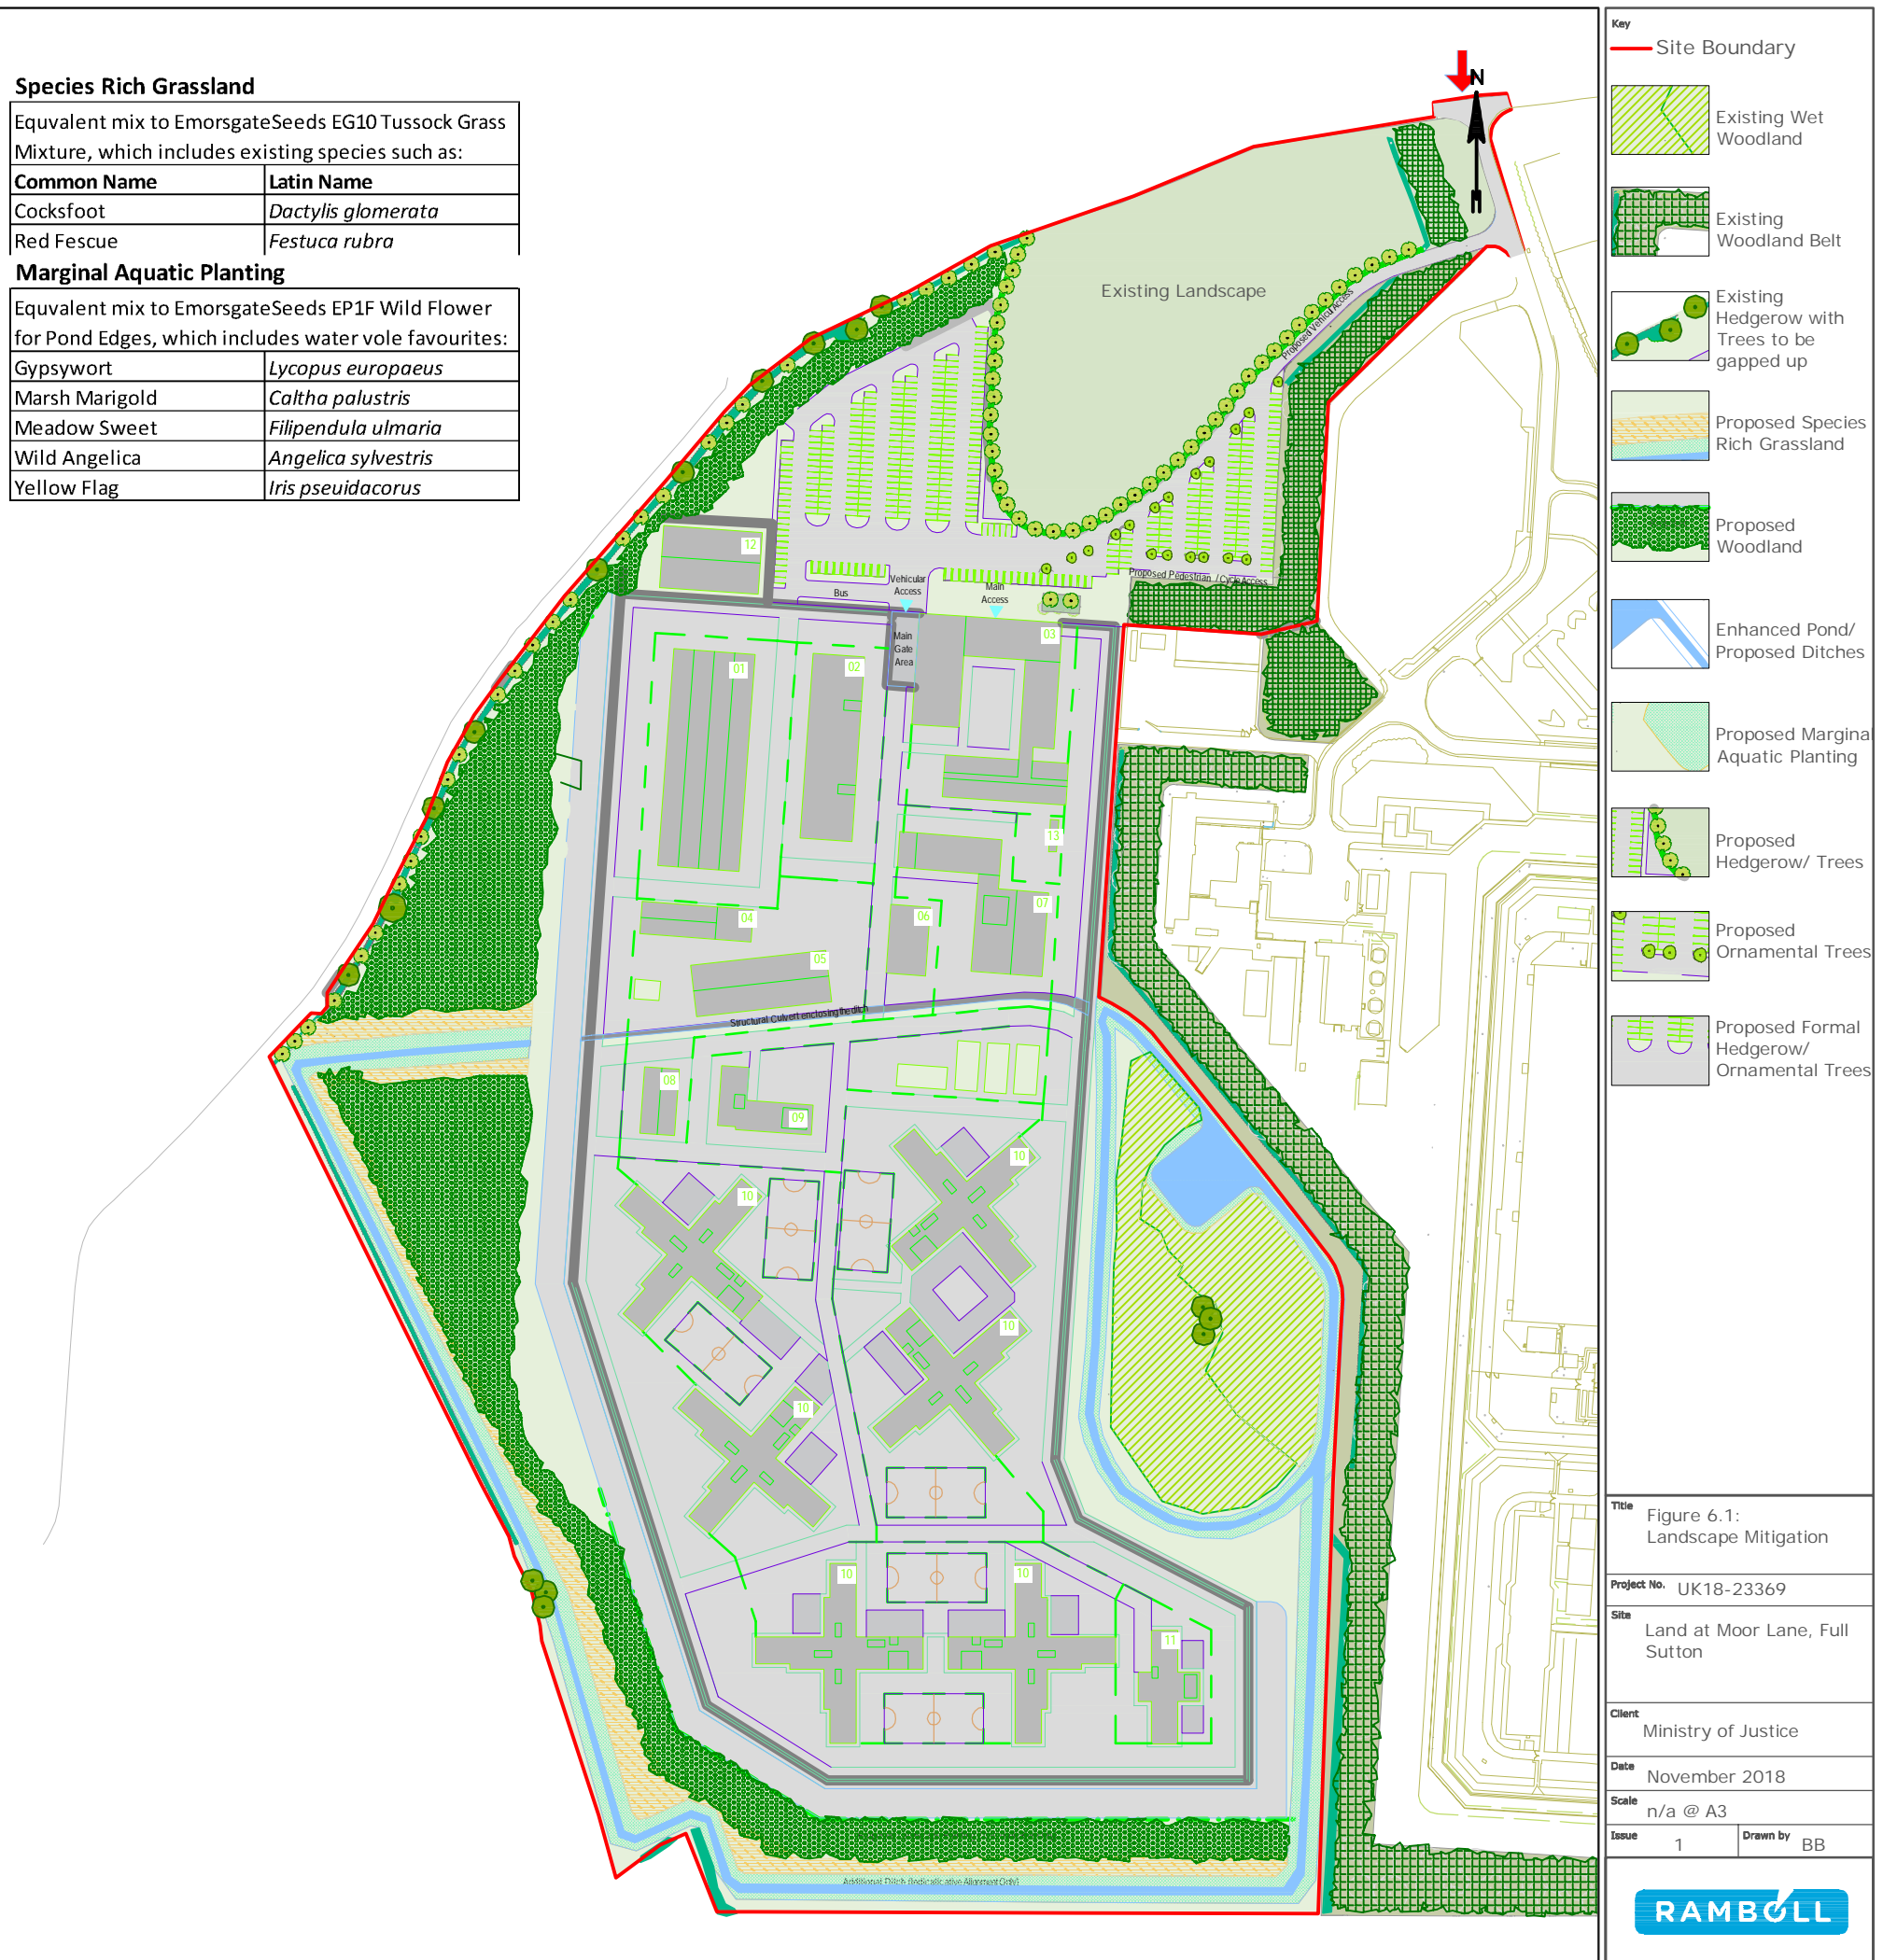 Species Rich Grassland
Equvalent mix to EmorsgateSeeds EG10 Tussock Grass
Mixture, which includes existing species such as:
Common Name Latin Name
Cocksfoot Dactylis glomerata
Red Fescue Festuca rubra
Marginal Aquatic Planting
Equvalent mix to EmorsgateSeeds EP1F Wild Flower
for Pond Edges, which includes water vole favourites:
Gypsywort Lycopus europaeus
Marsh Marigold Caltha palustris
Meadow Sweet Filipendula ulmaria
Wild Angelica Angelica sylvestris
Yellow Flag Iris pseuidacorus
N
Existing Landscape
Proposed Vehicular Access
12
Vehicular
Access
Bus
Main
Access
Proposed Pedestrian / Cycle Access
Main
Gate
Area
03
01
02
13
04
06
07
05
Structural Culvert enclosing the ditch
08
09
10
10
10
10
10
10
11
Additional Ditch (Indicative Alignment Only)
Key
Site Boundary
Existing Wet
Woodland
Existing
Woodland Belt
Existing
Hedgerow with
Trees to be
gapped up
Proposed Species
Rich Grassland
Proposed
Woodland
Enhanced Pond/
Proposed Ditches
Proposed Marginal
Aquatic Planting
Proposed
Hedgerow/ Trees
Proposed
Ornamental Trees
Proposed Formal
Hedgerow/
Ornamental Trees
Title
Figure 6.1:
Landscape Mitigation
Project No. UK18-23369
Site
Land at Moor Lane, Full
Sutton
Client
Ministry of Justice
Date
November 2018
Scale
n/a @ A3
Issue 1 Drawn by BB
RAMBOLL